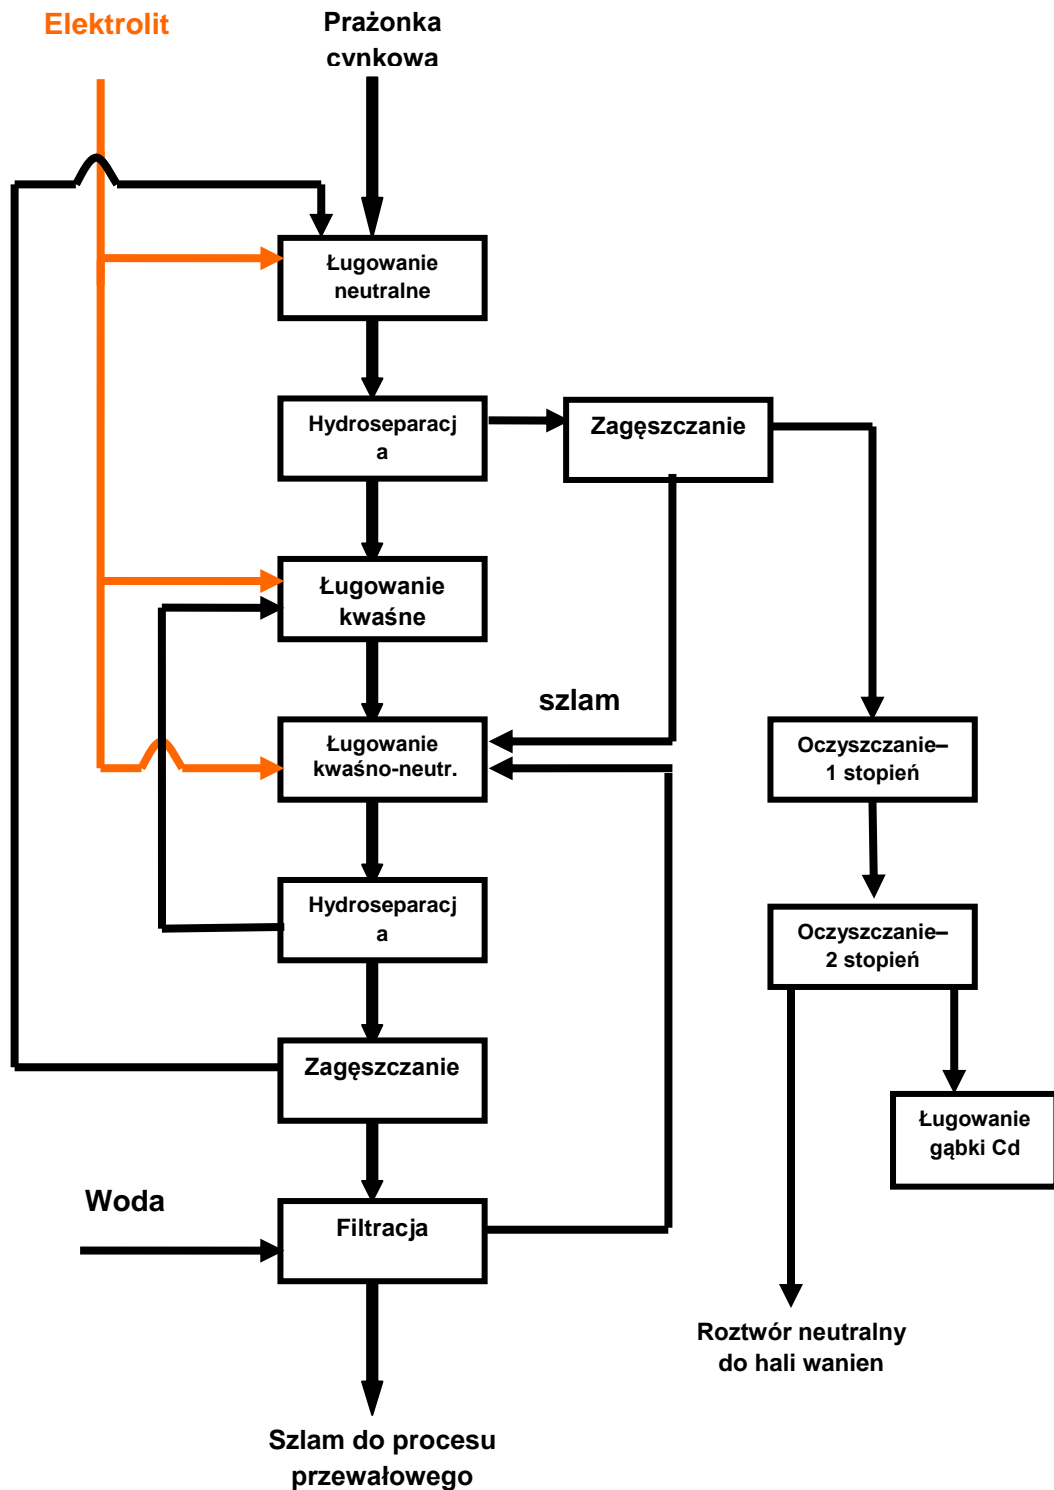 Elektrolit
Prażonka
cynkowa
Ługowanie
neutralne
Hydroseparacj
a
Zagęszczanie
Ługowanie
kwaśne
szlam
Ługowanie
kwaśno-neutr.
Oczyszczanie–
1 stopień
Hydroseparacj
a
Oczyszczanie–
2 stopień
Zagęszczanie
Ługowanie
gąbki Cd
Woda
Filtracja
Roztwór neutralny
do hali wanien
Szlam do procesu
przewałowego